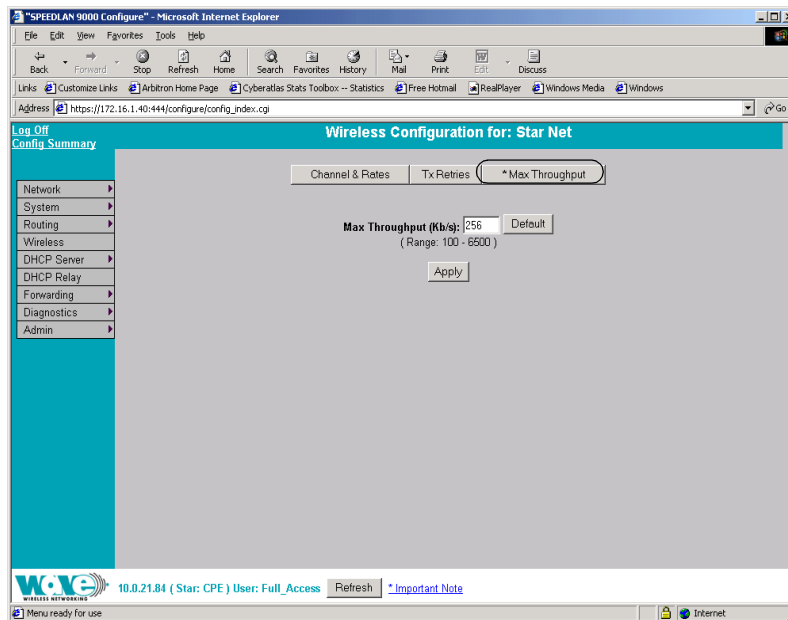 "SPEEDLAN 9000 Configure" - Microsoft Internet Explorer
File Edit View Favorites Tools Help
Back Forward Stop Refresh Home Search Favorites History Mail Print Edit Discuss
Links Customize Links Arbitron Home Page Cyberatlas Stats Toolbox -- Statistics Free Hotmail RealPlayer Windows Media Windows
Address https://172.16.1.40:444/configure/config_index.cgi Go
Log Off
Config Summary
Wireless Configuration for: Star Net
Channel & Rates Tx Retries * Max Throughput
Network
System
Routing
Wireless
DHCP Server
DHCP Relay
Forwarding
Diagnostics
Admin
Max Throughput (Kb/s): 256 Default
( Range: 100 - 6500 )
Apply
WAVE
WIRELESS NETWORKING
10.0.21.84 ( Star: CPE ) User: Full_Access Refresh * Important Note
Menu ready for use Internet